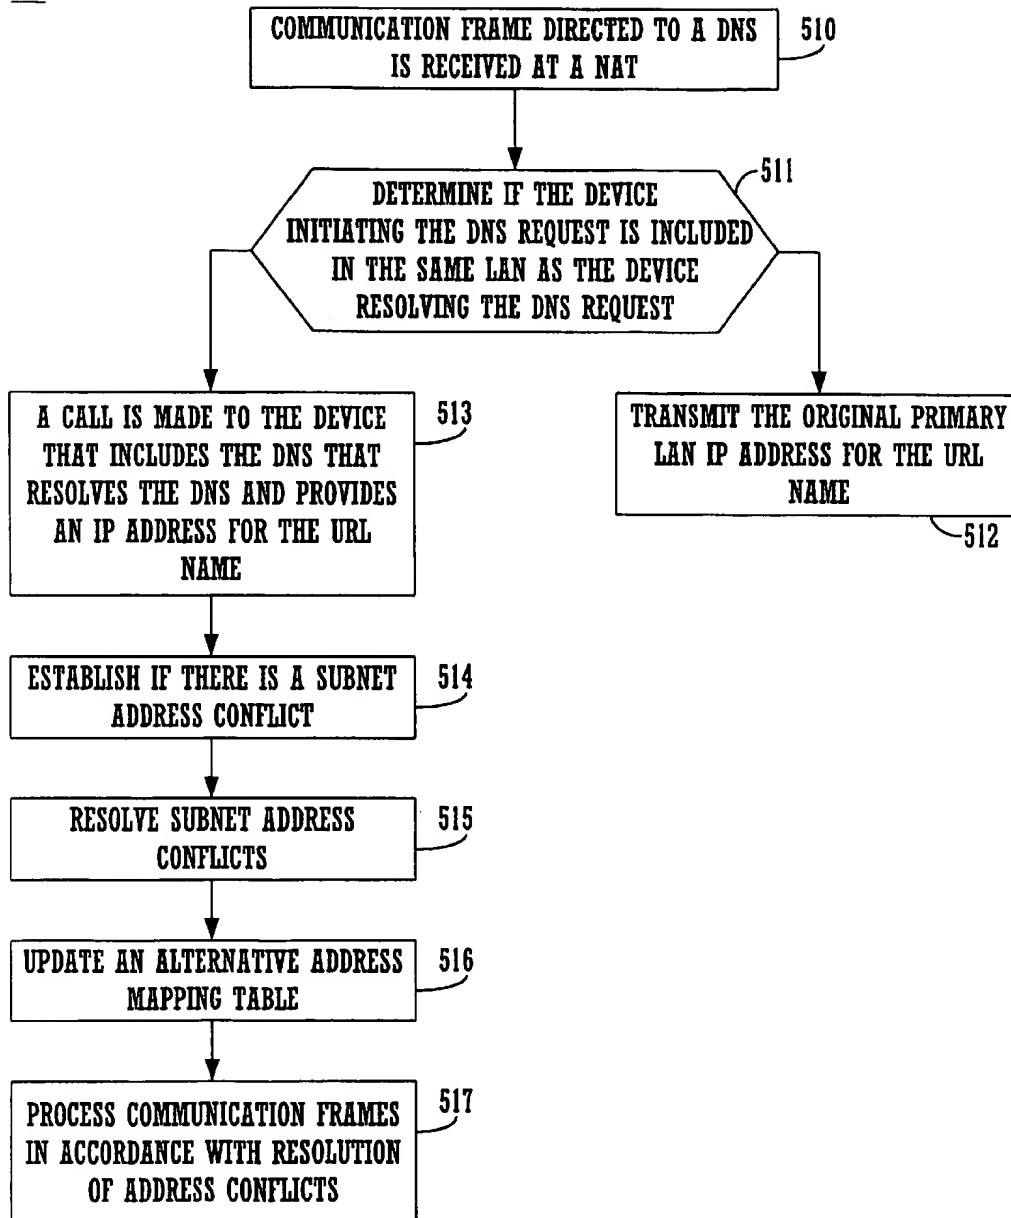 COMMUNICATION FRAME DIRECTED TO A DNS
IS RECEIVED AT A NAT
510
511
DETERMINE IF THE DEVICE
INITIATING THE DNS REQUEST IS INCLUDED
IN THE SAME LAN AS THE DEVICE
RESOLVING THE DNS REQUEST
A CALL IS MADE TO THE DEVICE
THAT INCLUDES THE DNS THAT
RESOLVES THE DNS AND PROVIDES
AN IP ADDRESS FOR THE URL
NAME
513
TRANSMIT THE ORIGINAL PRIMARY
LAN IP ADDRESS FOR THE URL
NAME
512
ESTABLISH IF THERE IS A SUBNET
ADDRESS CONFLICT
514
RESOLVE SUBNET ADDRESS
CONFLICTS
515
UPDATE AN ALTERNATIVE ADDRESS
MAPPING TABLE
516
PROCESS COMMUNICATION FRAMES
IN ACCORDANCE WITH RESOLUTION
OF ADDRESS CONFLICTS
517